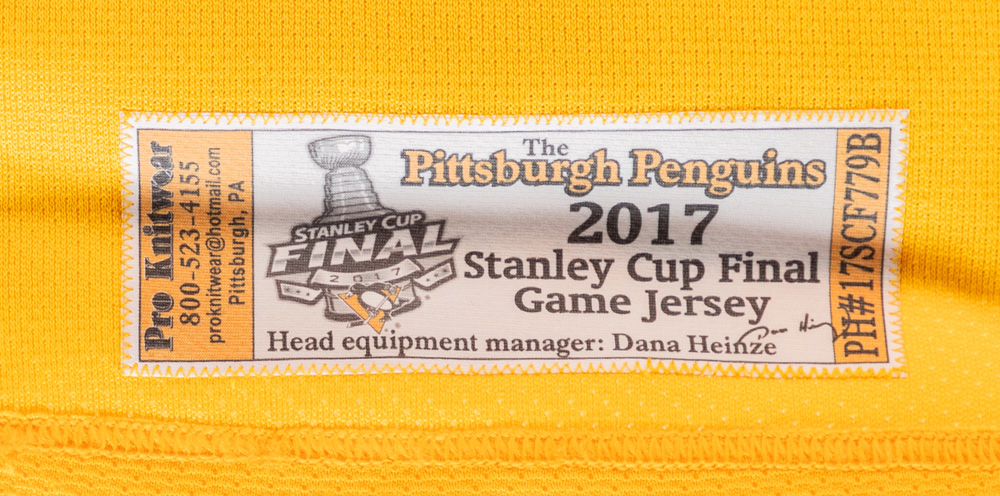 Pro Knitwear
800-523-4155
proknitwear@hotmail.com
Pittsburgh, PA
STANLEY CUP
FINAL
2017
The
Pittsburgh Penguins
2017
Stanley Cup Final
Game Jersey
Head equipment manager: Dana Heinze
PH#17SCF779B